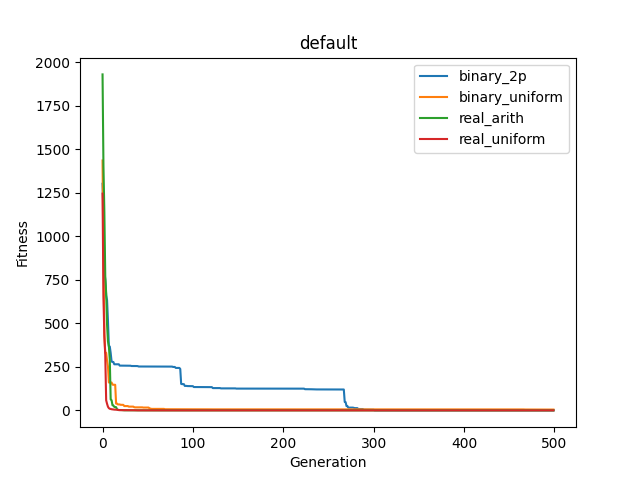 default
2000
1750
1500
1250
1000
750
500
250
0
Fitness
binary_2p
binary_uniform
real_arith
real_uniform
0 100 200 300 400 500
Generation